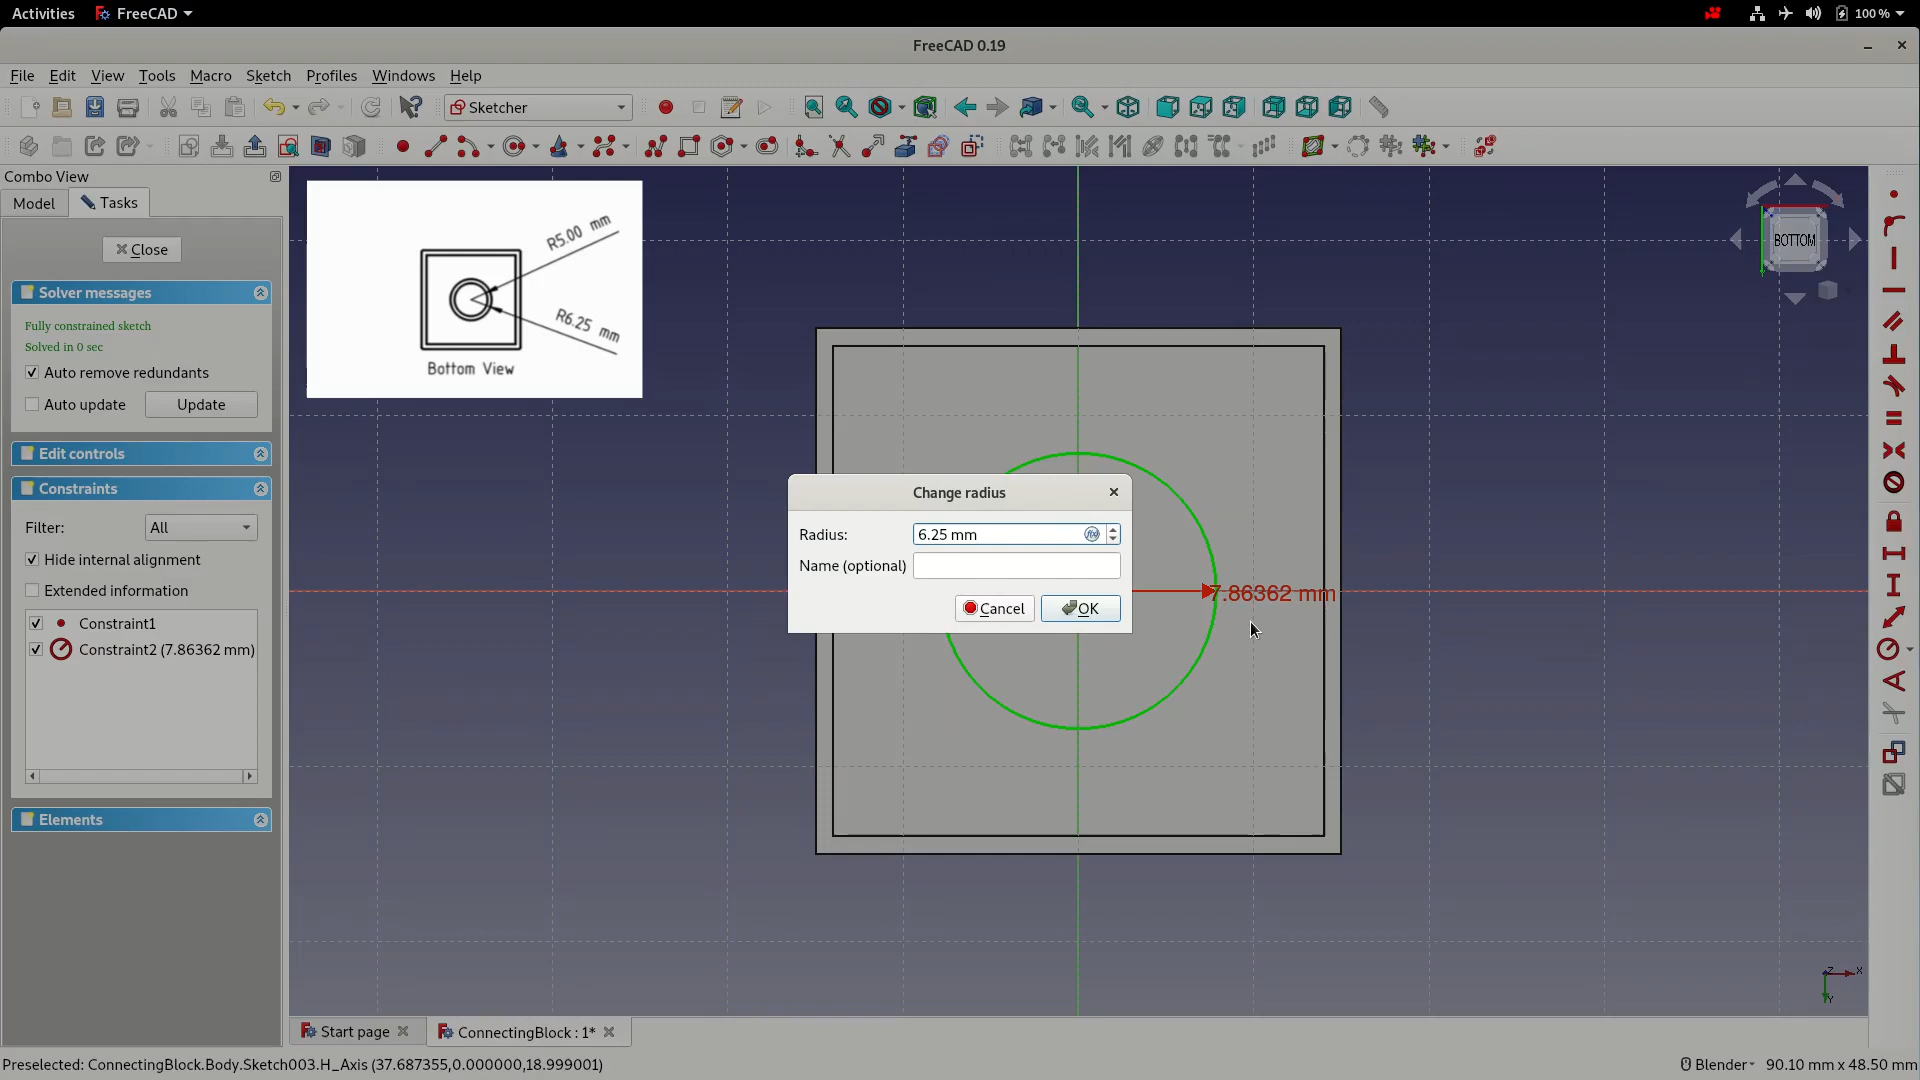 Activities FreeCAD 100 %
FreeCAD 0.19
File Edit View Tools Macro Sketch Profiles Windows Help
Sketcher
Combo View
Model Tasks
Close
Solver messages
Fully constrained sketch
Solved in 0 sec
Auto remove redundants
Auto update Update
Edit controls
Constraints
Filter: All
Hide internal alignment
Extended information
Constraint1
Constraint2 (7.86362 mm)
Elements
R5.00 mm
R6.25 mm
Bottom View
BOTTOM
Change radius
Radius: 6.25 mm
Name (optional)
Cancel OK
7.86362 mm
Z X
Y
Start page ConnectingBlock : 1*
Preselected: ConnectingBlock.Body.Sketch003.H_Axis (37.687355,0.000000,18.999001)
Blender 90.10 mm x 48.50 mm